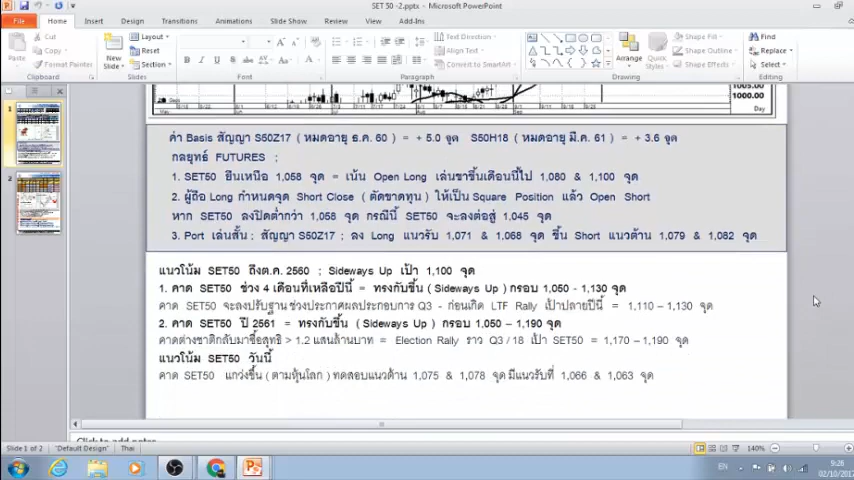 SET 50 -2.pptx - Microsoft PowerPoint
File Home Insert Design Transitions Animations Slide Show Review View Add-Ins
Cut
Copy
Format Painter
Paste
Clipboard
New Slide
Layout
Reset
Section
Slides
Font
Paragraph
Text Direction
Align Text
Convert to SmartArt
Arrange
Quick Styles
Shape Fill
Shape Outline
Shape Effects
Drawing
Find
Replace
Select
Editing
1005.00
1000.00
Day
ค่า Basis สัญญา S50Z17 ( หมดอายุ ธ.ค. 60 ) = + 5.0 จุด S50H18 ( หมดอายุ มี.ค. 61 ) = + 3.6 จุด
กลยุทธ์ FUTURES ;
1. SET50 ยืนเหนือ 1,058 จุด = เน้น Open Long เล่นขาขึ้นเดือนนี้ไป 1,080 & 1,100 จุด
2. ผู้ถือ Long กำหนดจุด Short Close ( ตัดขาดทุน ) ให้เป็น Square Position แล้ว Open Short
หาก SET50 ลงปิดต่ำกว่า 1,058 จุด กรณีนี้ SET50 จะลงต่อสู่ 1,045 จุด
3. Port เล่นสั้น ; สัญญา S50Z17 ; ลง Long แนวรับ 1,071 & 1,068 จุด ขึ้น Short แนวต้าน 1,079 & 1,082 จุด
แนวโน้ม SET50 ถึงต.ค. 2560 ; Sideways Up เป้า 1,100 จุด
1. คาด SET50 ช่วง 4 เดือนที่เหลือปีนี้ = ทรงกับขึ้น (Sideways Up ) กรอบ 1,050 - 1,130 จุด
คาด SET50 จะลงปรับฐาน ช่วงประกาศผลประกอบการ Q3 - ก่อนเกิด LTF Rally เป้าปลายปีนี้ = 1,110 – 1,130 จุด
2. คาด SET50 ปี 2561 = ทรงกับขึ้น ( Sideways Up ) กรอบ 1,050 – 1,190 จุด
คาดต่างชาติกลับมาซื้อสุทธิ > 1.2 แสนล้านบาท = Election Rally ราว Q3 / 18 เป้า SET50 = 1,170 – 1,190 จุด
แนวโน้ม SET50 วันนี้
คาด SET50 แกว่งขึ้น ( ตามหุ้นโลก ) ทดสอบแนวต้าน 1,075 & 1,078 จุด มีแนวรับที่ 1,066 & 1,063 จุด
Click to add notes
Slide 1 of 2 "Default Design" Thai 140%
EN 9:26
02/10/2017